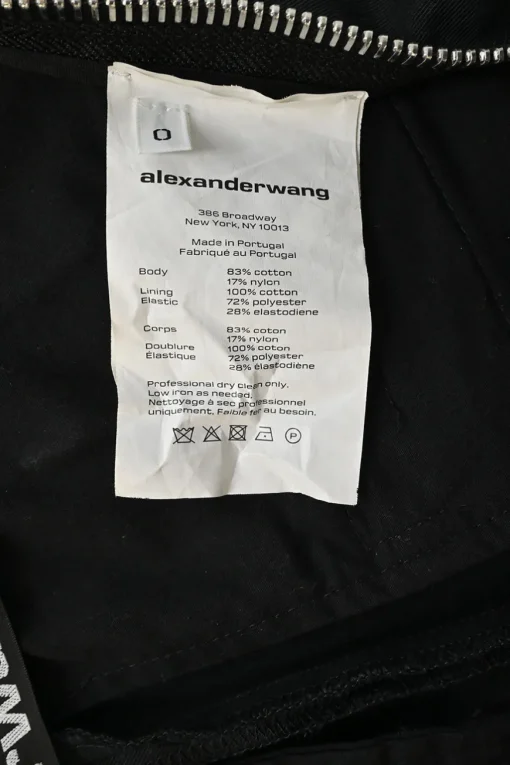 0
alexanderwang
386 Broadway
New York, NY 10013
Made in Portugal
Fabriqué au Portugal
Body 83% cotton
17% nylon
Lining 100% cotton
Elastic 72% polyester
28% elastodiene
Corps 83% coton
17% nylon
Doublure 100% coton
Élastique 72% polyester
28% élastodiène
Professional dry clean only.
Low iron as needed.
Nettoyage à sec professionnel
uniquement. Faible fer au besoin.
P